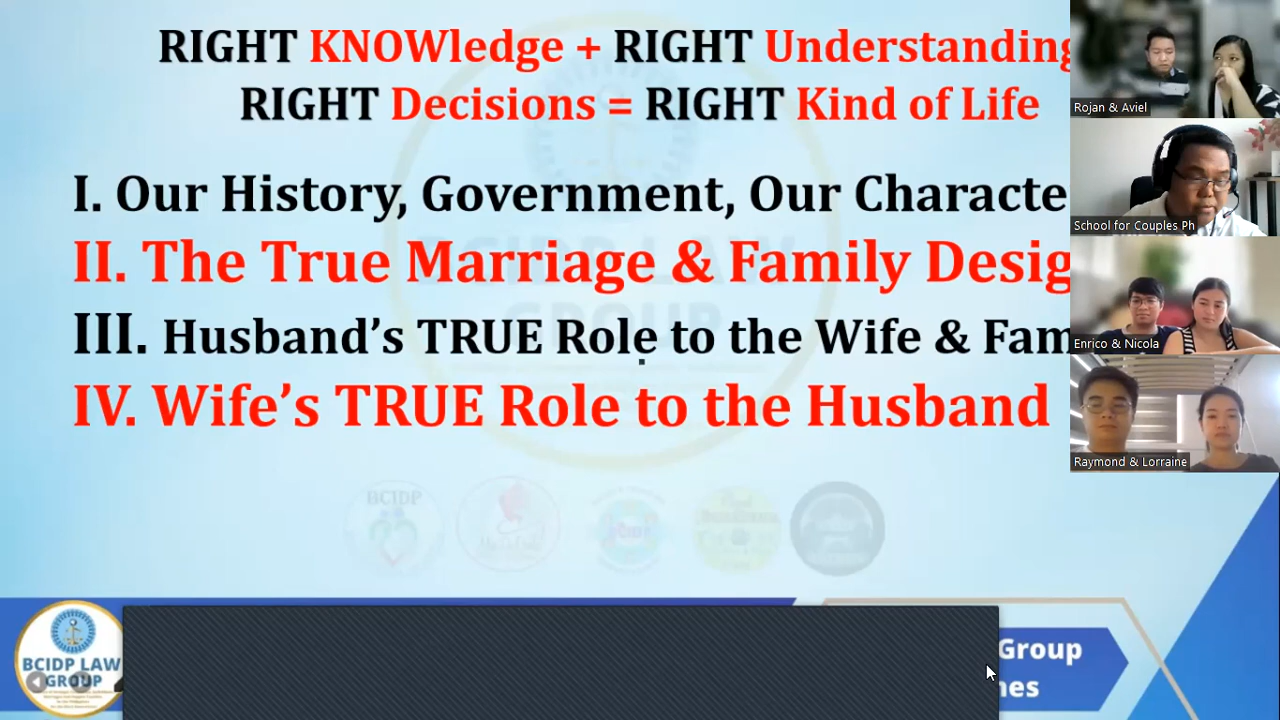 RIGHT KNOWledge + RIGHT Understanding
RIGHT Decisions = RIGHT Kind of Life
I. Our History, Government, Our Characte
II. The True Marriage & Family Desig
III. Husband's TRUE Role to the Wife & Fam
IV. Wife's TRUE Role to the Husband
Rojan & Aviel
School for Couples Ph
Enrico & Nicola
Raymond & Lorraine
BCIDP
BCIDP LAW
GROUP
Group
nes